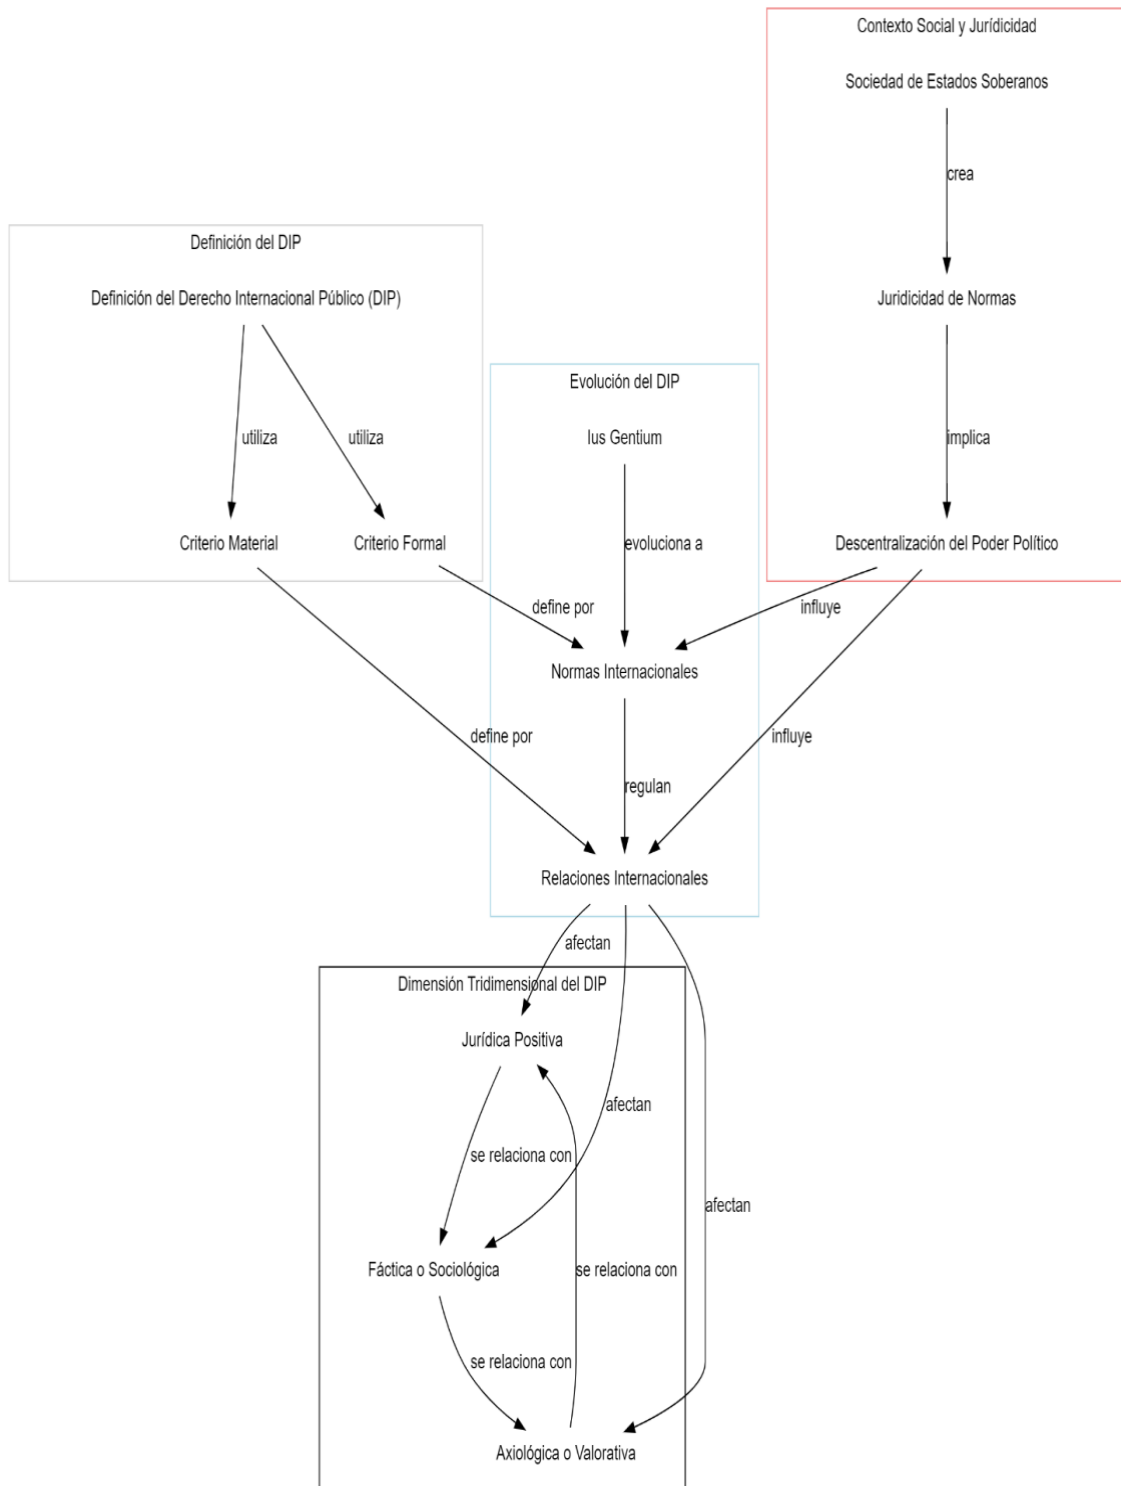 Contexto Social y Jurídicidad
Sociedad de Estados Soberanos
crea
Juridicidad de Normas
implica
Descentralización del Poder Político
Definición del DIP
Definición del Derecho Internacional Público (DIP)
utiliza
utiliza
Criterio Material
Criterio Formal
Evolución del DIP
Ius Gentium
evoluciona a
define por
influye
Normas Internacionales
define por
influye
regulan
Relaciones Internacionales
afectan
Dimensión Tridimensional del DIP
Jurídica Positiva
afectan
se relaciona con
afectan
Fáctica o Sociológica
se relaciona con
se relaciona con
Axiológica o Valorativa